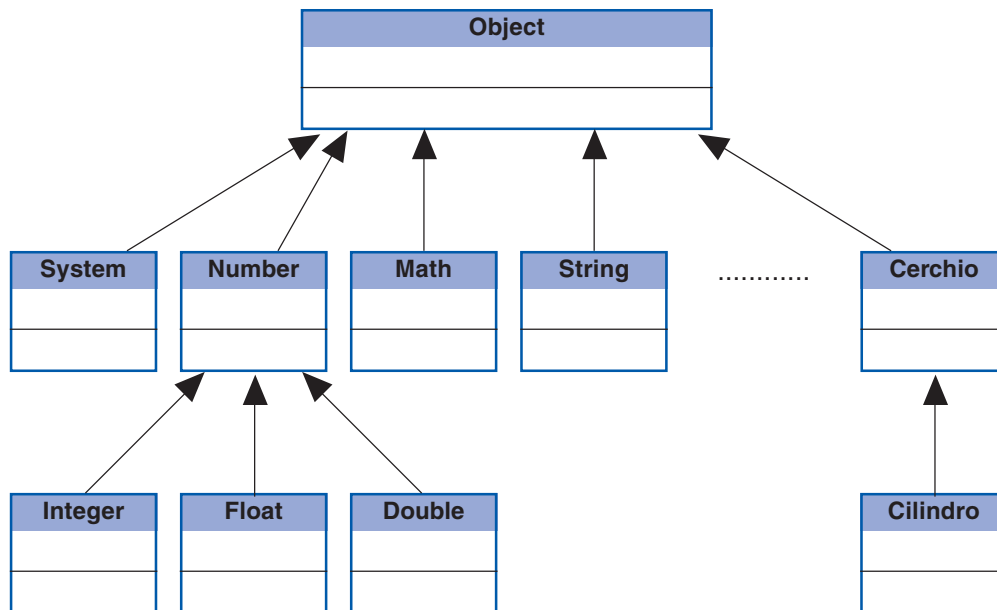 Object
System Number Math String ............ Cerchio
Integer Float Double Cilindro